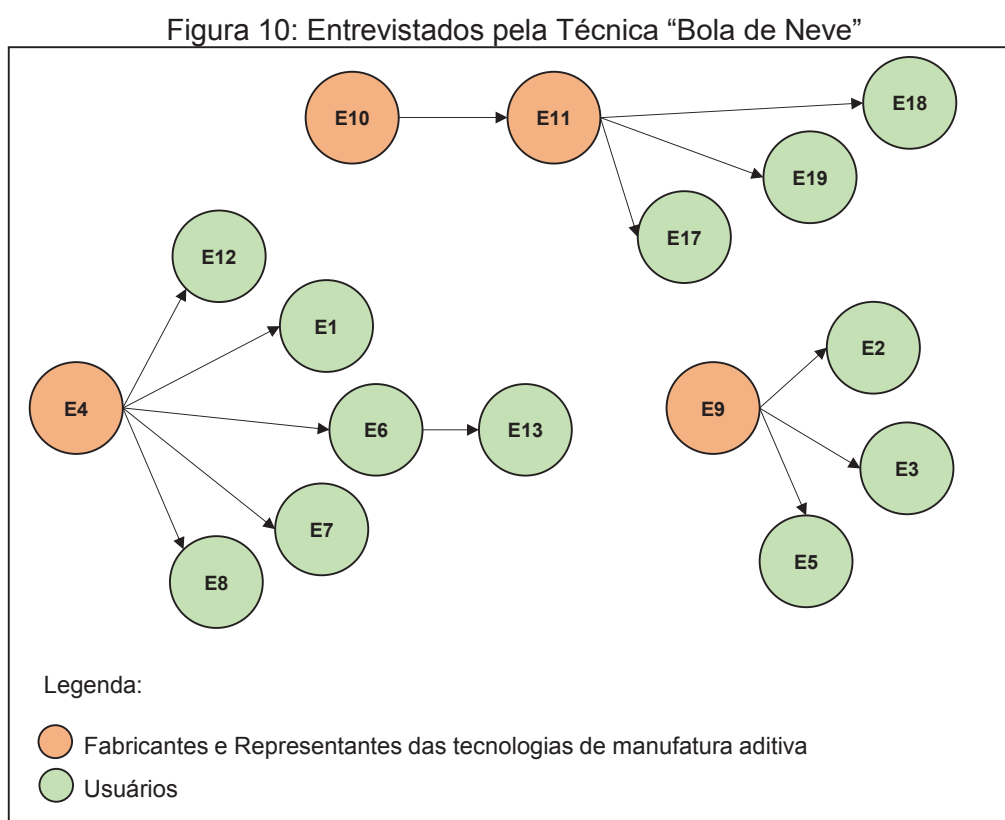 Figura 10: Entrevistados pela Técnica “Bola de Neve”
E10
E11
E18
E19
E17
E12
E1
E4
E6
E13
E7
E8
E9
E2
E3
E5
Legenda:
Fabricantes e Representantes das tecnologias de manufatura aditiva
Usuários